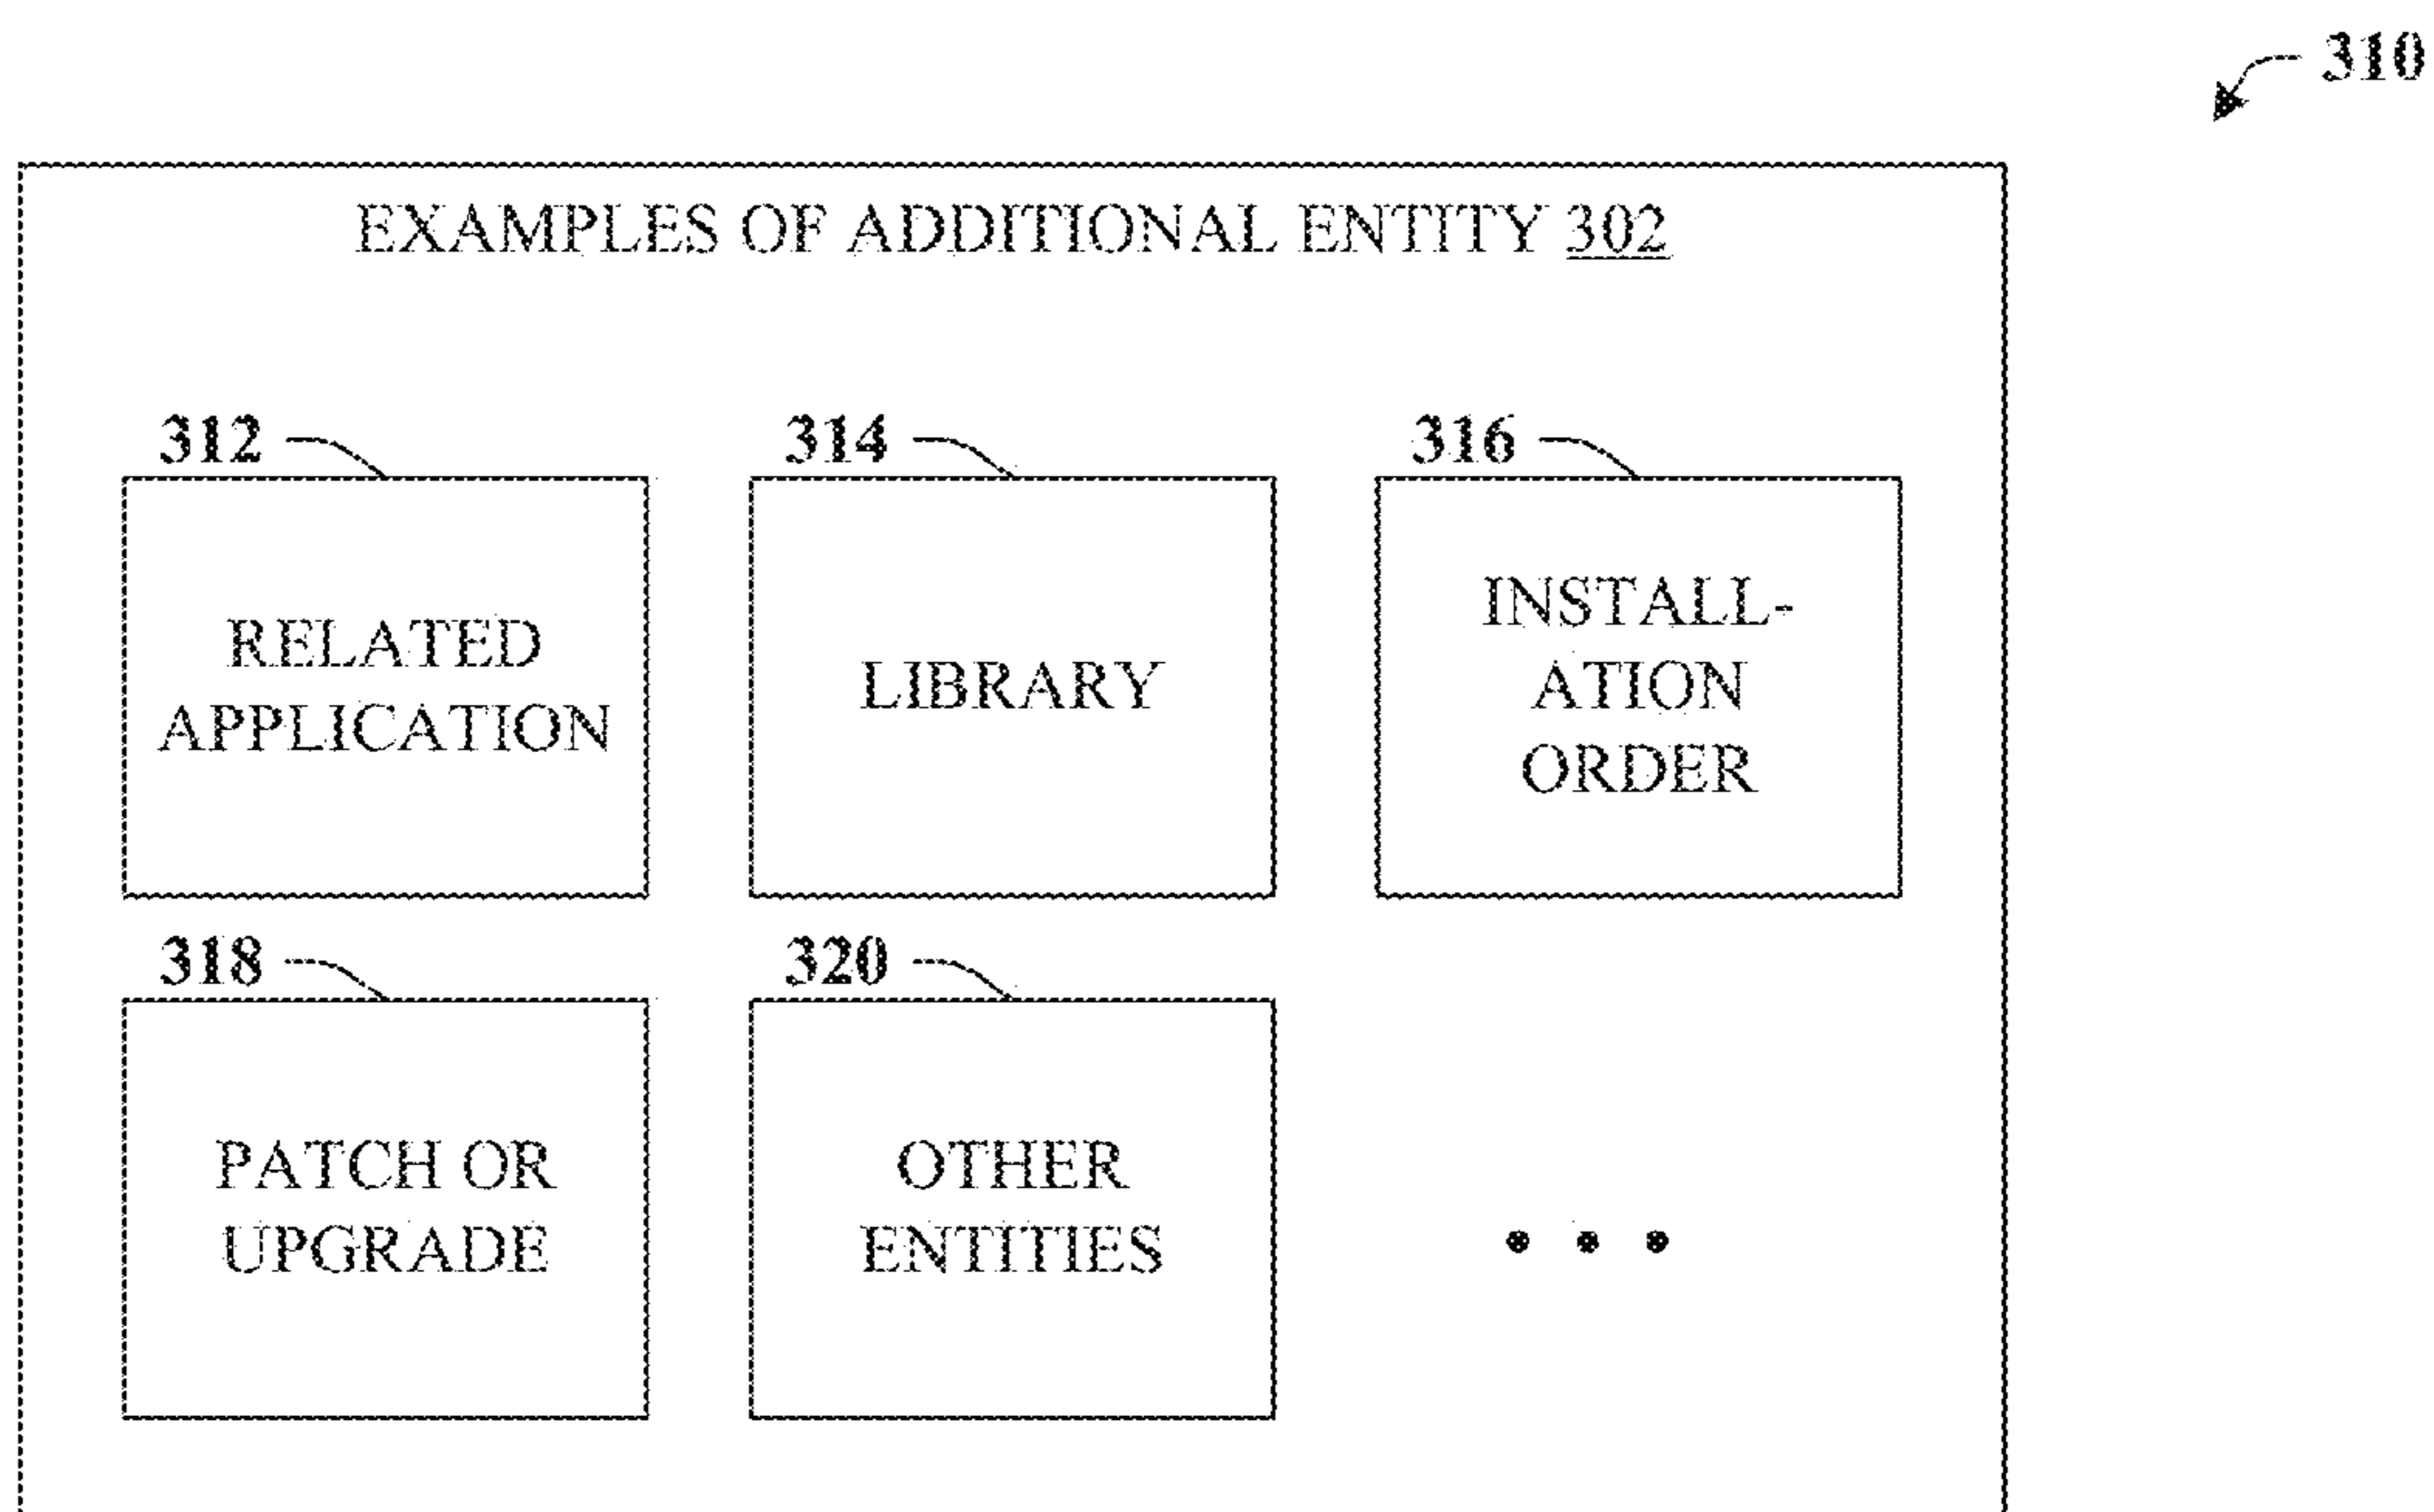 310
EXAMPLES OF ADDITIONAL ENTITY 302
312
314
316
RELATED
APPLICATION
LIBRARY
INSTALL-
ATION
ORDER
318
320
PATCH OR
UPGRADE
OTHER
ENTITIES